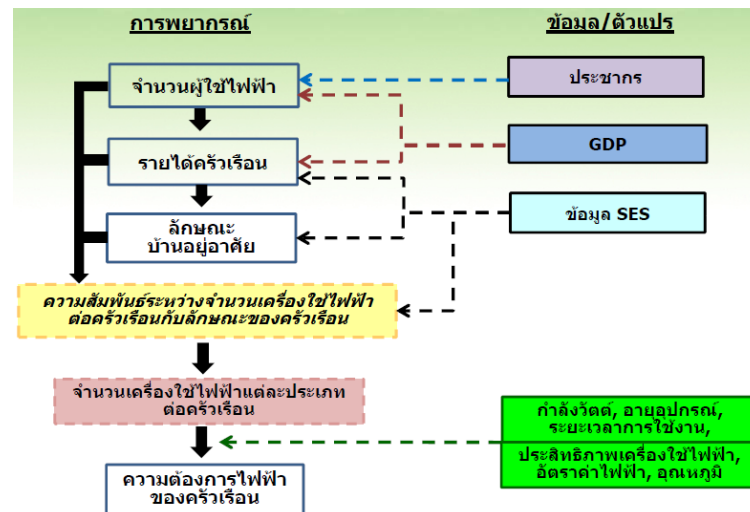 การพยากรณ์
ข้อมูล/ตัวแปร
จำนวนผู้ใช้ไฟฟ้า
ประชากร
รายได้ครัวเรือน
GDP
ลักษณะ
บ้านอยู่อาศัย
ข้อมูล SES
ความสัมพันธ์ระหว่างจำนวนเครื่องใช้ไฟฟ้า
ต่อครัวเรือนกับลักษณะของครัวเรือน
จำนวนเครื่องใช้ไฟฟ้าแต่ละประเภท
ต่อครัวเรือน
กำลังวัตต์, อายุอุปกรณ์,
ระยะเวลาการใช้งาน,
ประสิทธิภาพเครื่องใช้ไฟฟ้า,
อัตราค่าไฟฟ้า, อุณหภูมิ
ความต้องการไฟฟ้า
ของครัวเรือน